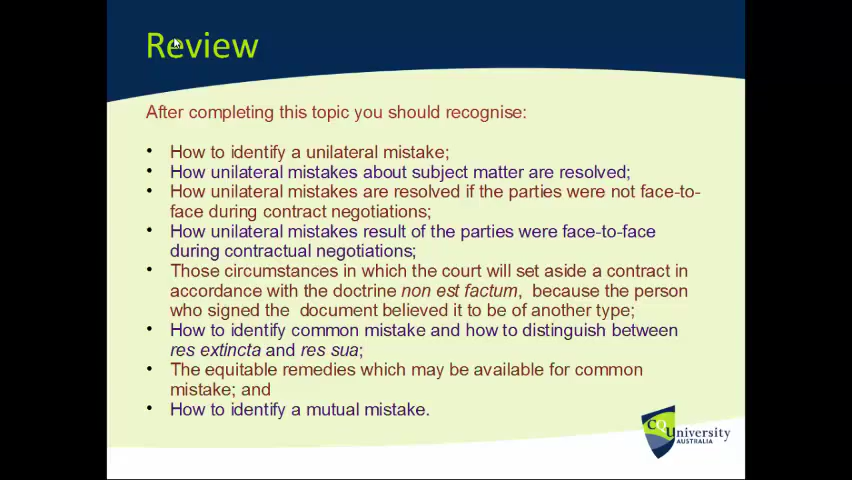 Review
After completing this topic you should recognise:
• How to identify a unilateral mistake;
• How unilateral mistakes about subject matter are resolved;
• How unilateral mistakes are resolved if the parties were not face-to-
face during contract negotiations;
• How unilateral mistakes result of the parties were face-to-face
during contractual negotiations;
• Those circumstances in which the court will set aside a contract in
accordance with the doctrine non est factum, because the person
who signed the document believed it to be of another type;
• How to identify common mistake and how to distinguish between
res extincta and res sua;
• The equitable remedies which may be available for common
mistake; and
• How to identify a mutual mistake.
CQUniversity
AUSTRALIA